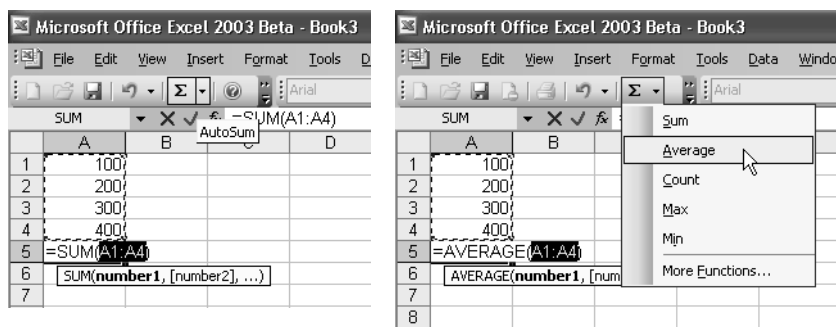 Microsoft Office Excel 2003 Beta - Book3
File Edit View Insert Format Tools D
Σ Arial
SUM fx =SUM(A1:A4)
AutoSum
A B C D
1 100
2 200
3 300
4 400
5 =SUM(A1:A4)
6 SUM(number1, [number2], ...)
7
Microsoft Office Excel 2003 Beta - Book3
File Edit View Insert Format Tools Data Windo
Σ Arial
SUM fx
Sum
Average
Count
Max
Min
More Functions...
A B
1 100
2 200
3 300
4 400
5 =AVERAGE(A1:A4)
6 AVERAGE(number1, [num
7
8